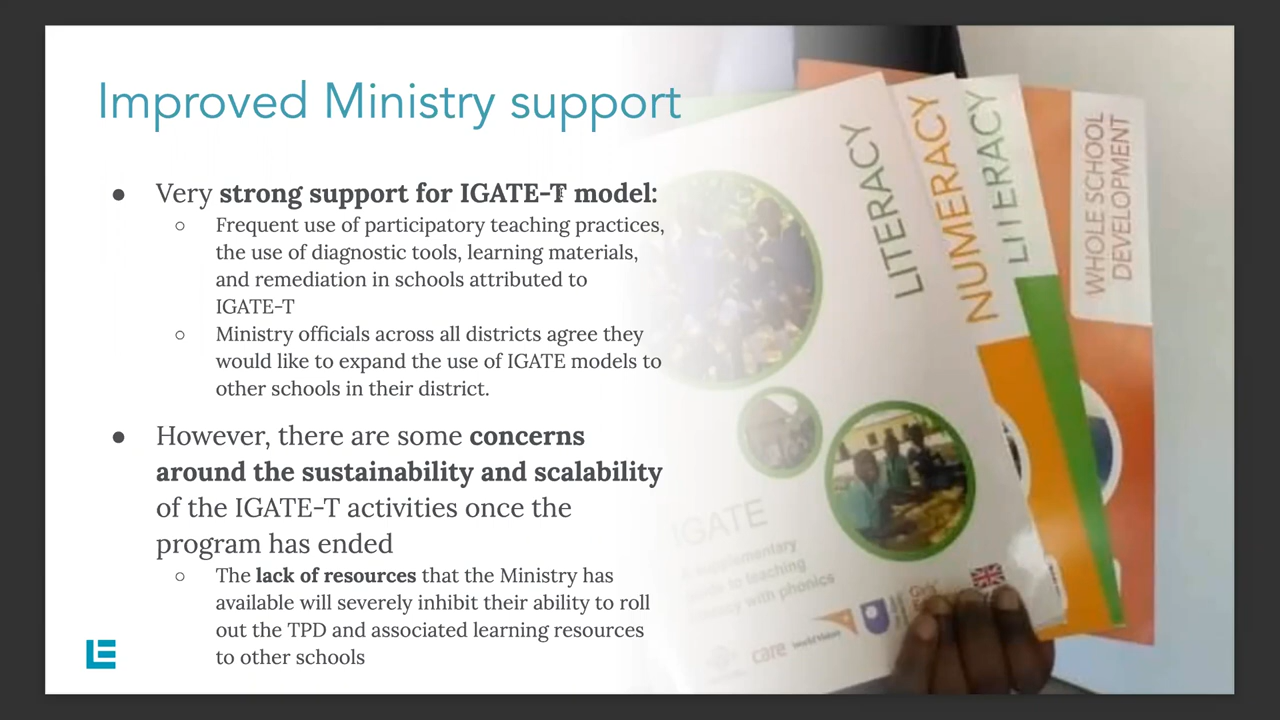 Improved Ministry support
● Very strong support for IGATE-T model:
○ Frequent use of participatory teaching practices,
the use of diagnostic tools, learning materials,
and remediation in schools attributed to
IGATE-T
○ Ministry officials across all districts agree they
would like to expand the use of IGATE models to
other schools in their district.
● However, there are some concerns
around the sustainability and scalability
of the IGATE-T activities once the
program has ended
○ The lack of resources that the Ministry has
available will severely inhibit their ability to roll
out the TPD and associated learning resources
to other schools
LITERACY
NUMERACY
LITERACY
WHOLE SCHOOL
DEVELOPMENT
IGATE
supplementary
guide to teaching
with phonics
care
World Vision